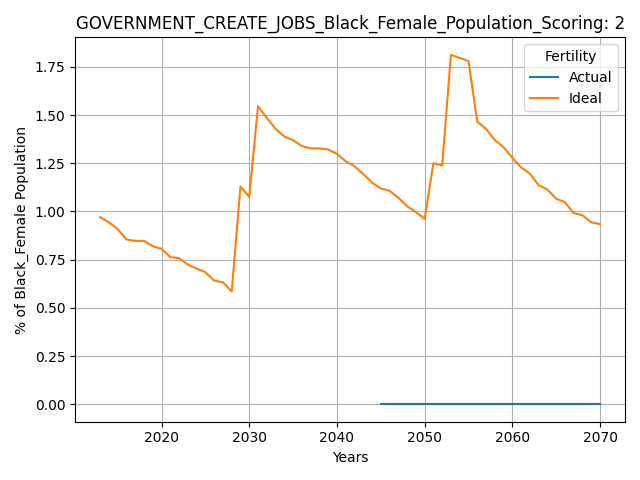 GOVERNMENT_CREATE_JOBS_Black_Female_Population_Scoring: 2
Fertility
Actual
Ideal
% of Black_Female Population
1.75
1.50
1.25
1.00
0.75
0.50
0.25
0.00
2020 2030 2040 2050 2060 2070
Years